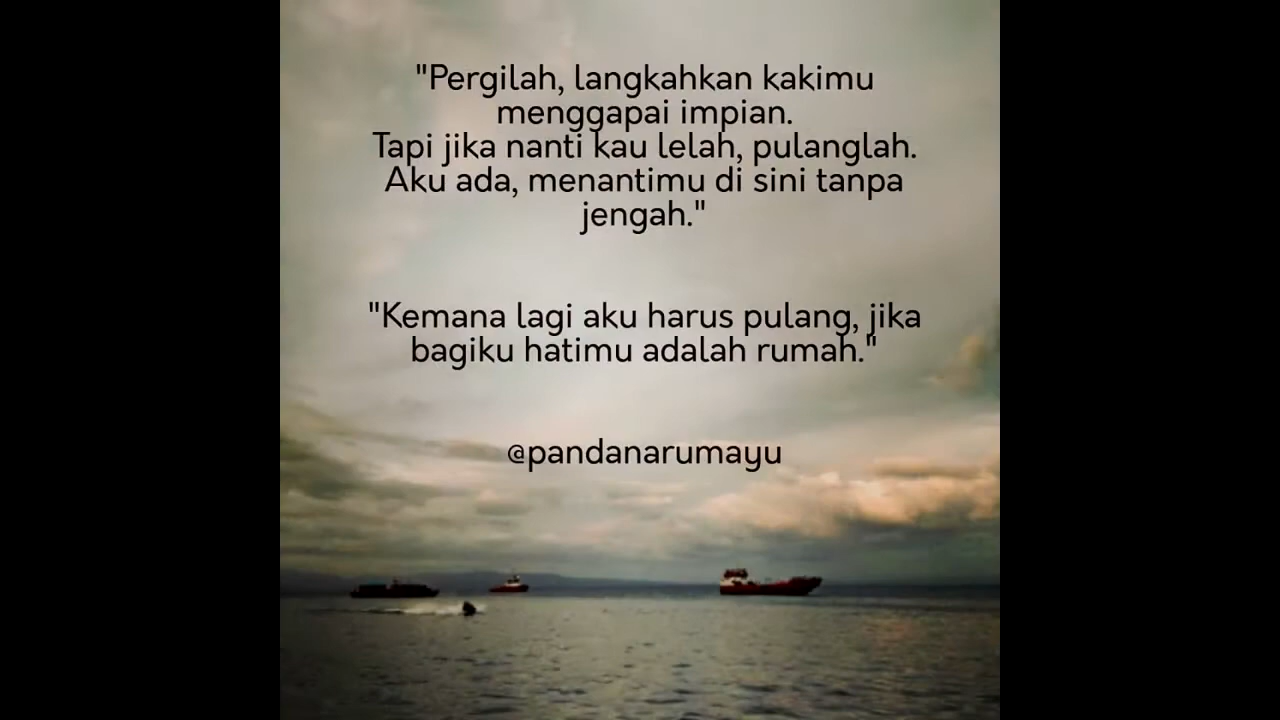 "Pergilah, langkahkan kakimu
menggapai impian.
Tapi jika nanti kau lelah, pulanglah.
Aku ada, menantimu di sini tanpa
jengah."
"Kemana lagi aku harus pulang, jika
bagiku hatimu adalah rumah."
@pandanarumayu